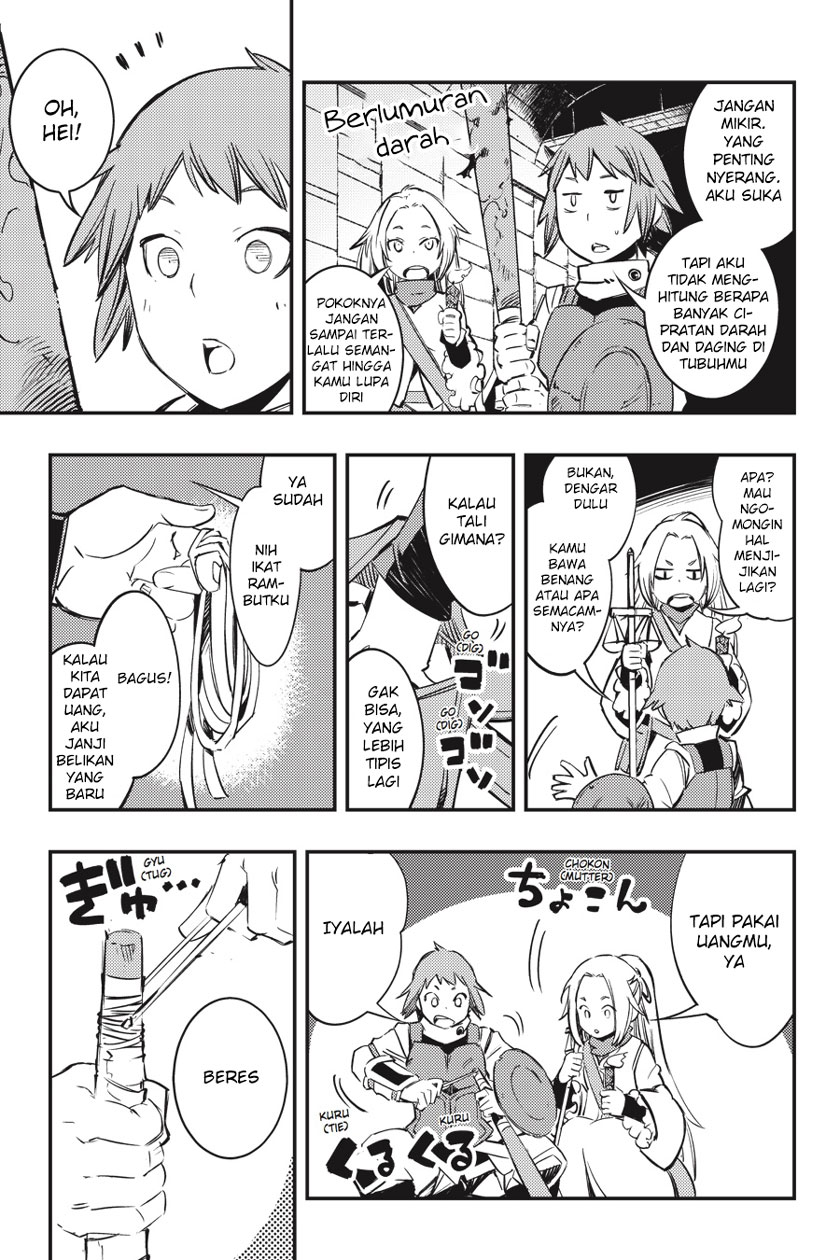 JANGAN
MIKIR.
YANG
PENTING
NYERANG.
AKU SUKA
TAPI AKU
TIDAK MENG-
HITUNG BERAPA
BANYAK CI-
PRATAN DARAH
DAN DAGING DI
TUBUHMU
Berlumuran
darah
POKOKNYA
JANGAN
SAMPAI TER-
LALU SEMAN-
GAT HINGGA
KAMU LUPA
DIRI
OH,
HEI!
APA?
MAU
NGO-
MONGIN
HAL
MENJI-
JIKAN
LAGI?
BUKAN,
DENGAR
DULU
KAMU
BAWA
BENANG
ATAU APA
SEMACAM-
NYA?
KALAU
TALI
GIMANA?
GO
(DIG)
ゴソ
GO
(DIG)
ゴソ
GAK
BISA,
YANG
LEBIH
TIPIS
LAGI
YA
SUDAH
NIH
IKAT
RAM-
BUTKU
BAGUS!
KALAU
KITA
DAPAT
UANG,
AKU
JANJI
BELIKAN
YANG
BARU
TAPI PAKAI
UANGMU,
YA
CHOKON
(MUTTER)
ちょこん
IYALAH
KURU
くる
KURU
(TIE)
くる
GYU
(TUG)
ぎゅ...
BERES